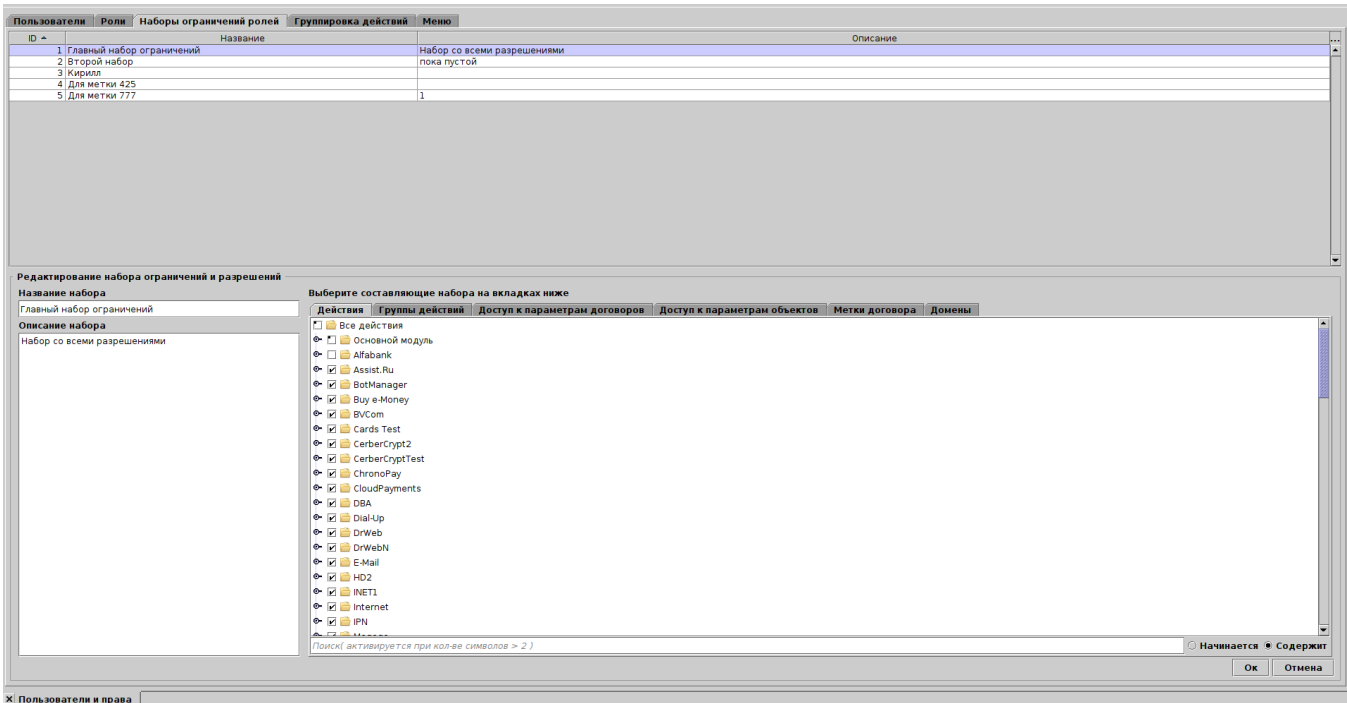 Пользователи Роли Наборы ограничений ролей Группировка действий Меню
ID Название Описание ...
1 Главный набор ограничений Набор со всеми разрешениями
2 Второй набор пока пустой
3 Кирилл
4 Для метки 425
5 Для метки 777 1
Редактирование набора ограничений и разрешений
Название набора
Главный набор ограничений
Описание набора
Набор со всеми разрешениями
Выберите составляющие набора на вкладках ниже
Действия Группы действий Доступ к параметрам договоров Доступ к параметрам объектов Метки договора Домены
Все действия
Основной модуль
Alfabank
Assist.Ru
BotManager
Buy e-Money
BVCom
Cards Test
CerberCrypt2
CerberCryptTest
ChronoPay
CloudPayments
DBA
Dial-Up
DrWeb
DrWebN
E-Mail
HD2
INET1
Internet
IPN
Поиск( активируется при кол-ве символов > 2 ) Начинается Содержит
Ок Отмена
Пользователи и права